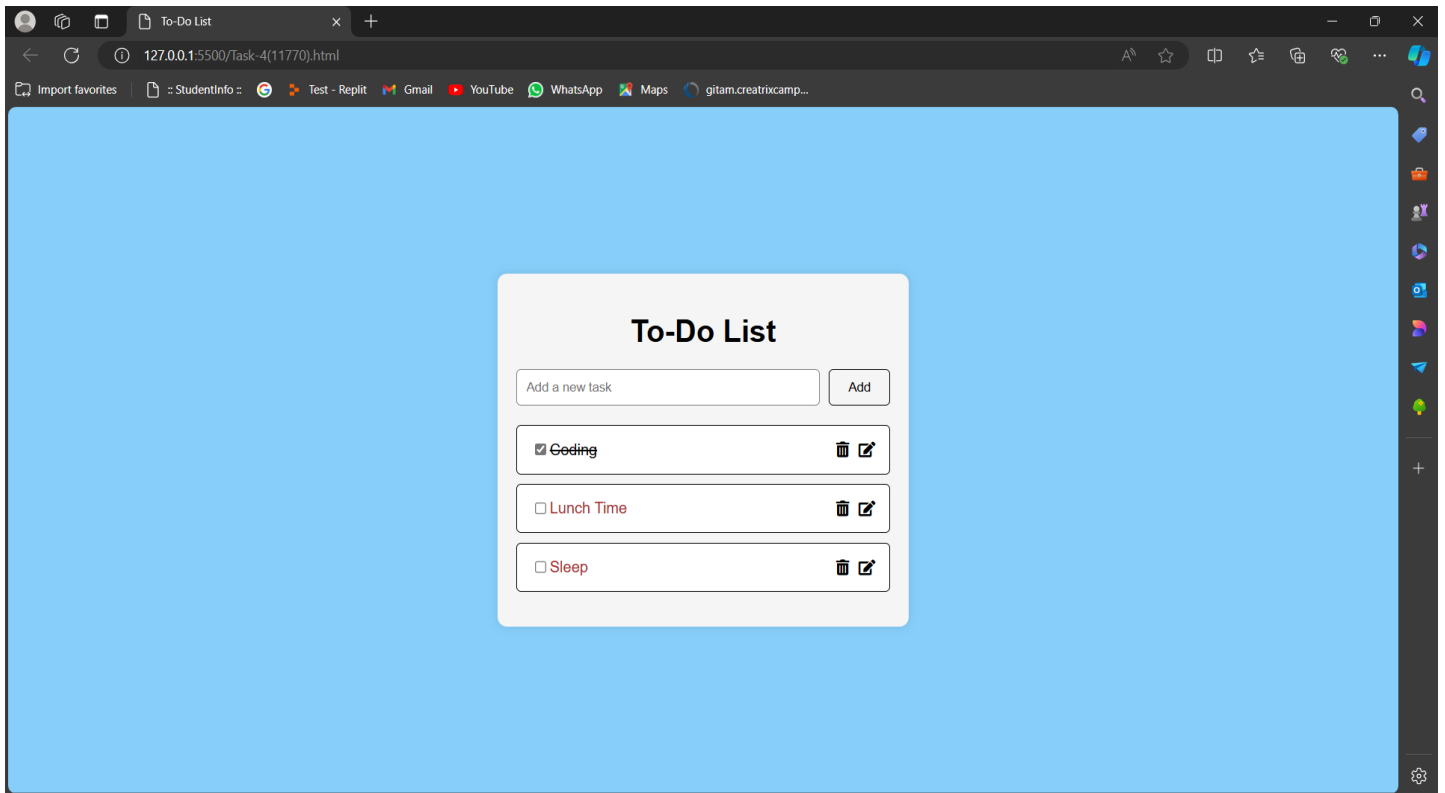 To-Do List
127.0.0.1:5500/Task-4(11770).html
Import favorites :: StudentInfo :: Test - Replit Gmail YouTube WhatsApp Maps gitam.creatrixcamp...
To-Do List
Add a new task Add
Coding
Lunch Time
Sleep